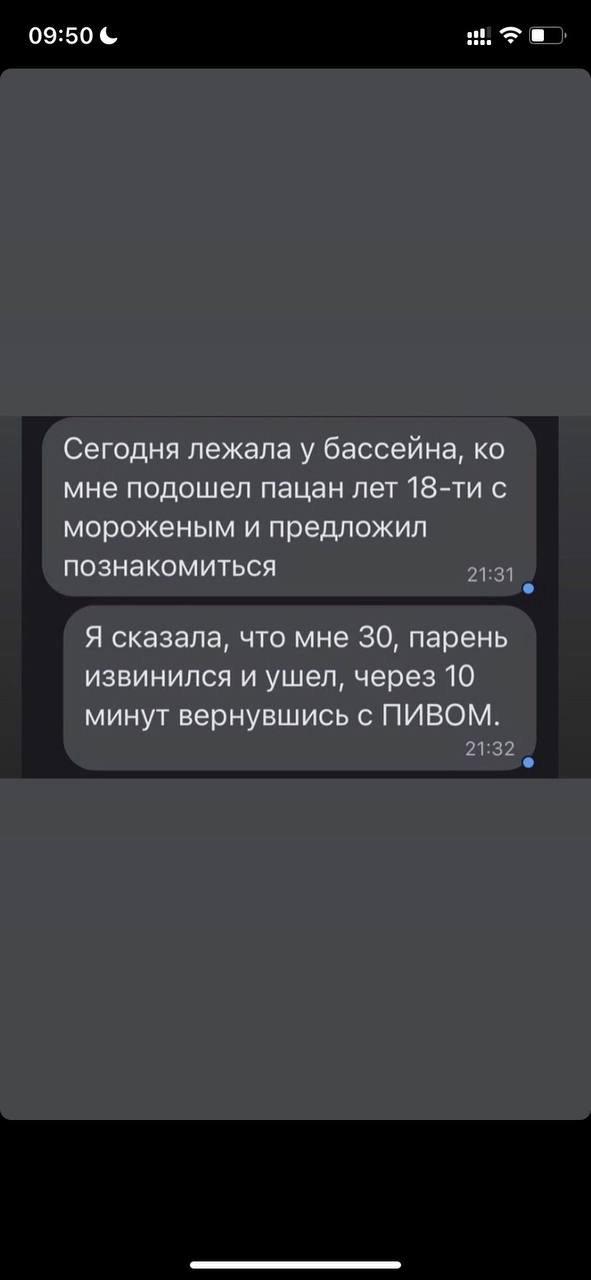 09:50
Сегодня лежала у бассейна, ко
мне подошел пацан лет 18-ти с
мороженым и предложил
познакомиться
21:31
Я сказала, что мне 30, парень
извинился и ушел, через 10
минут вернувшись с ПИВОМ.
21:32